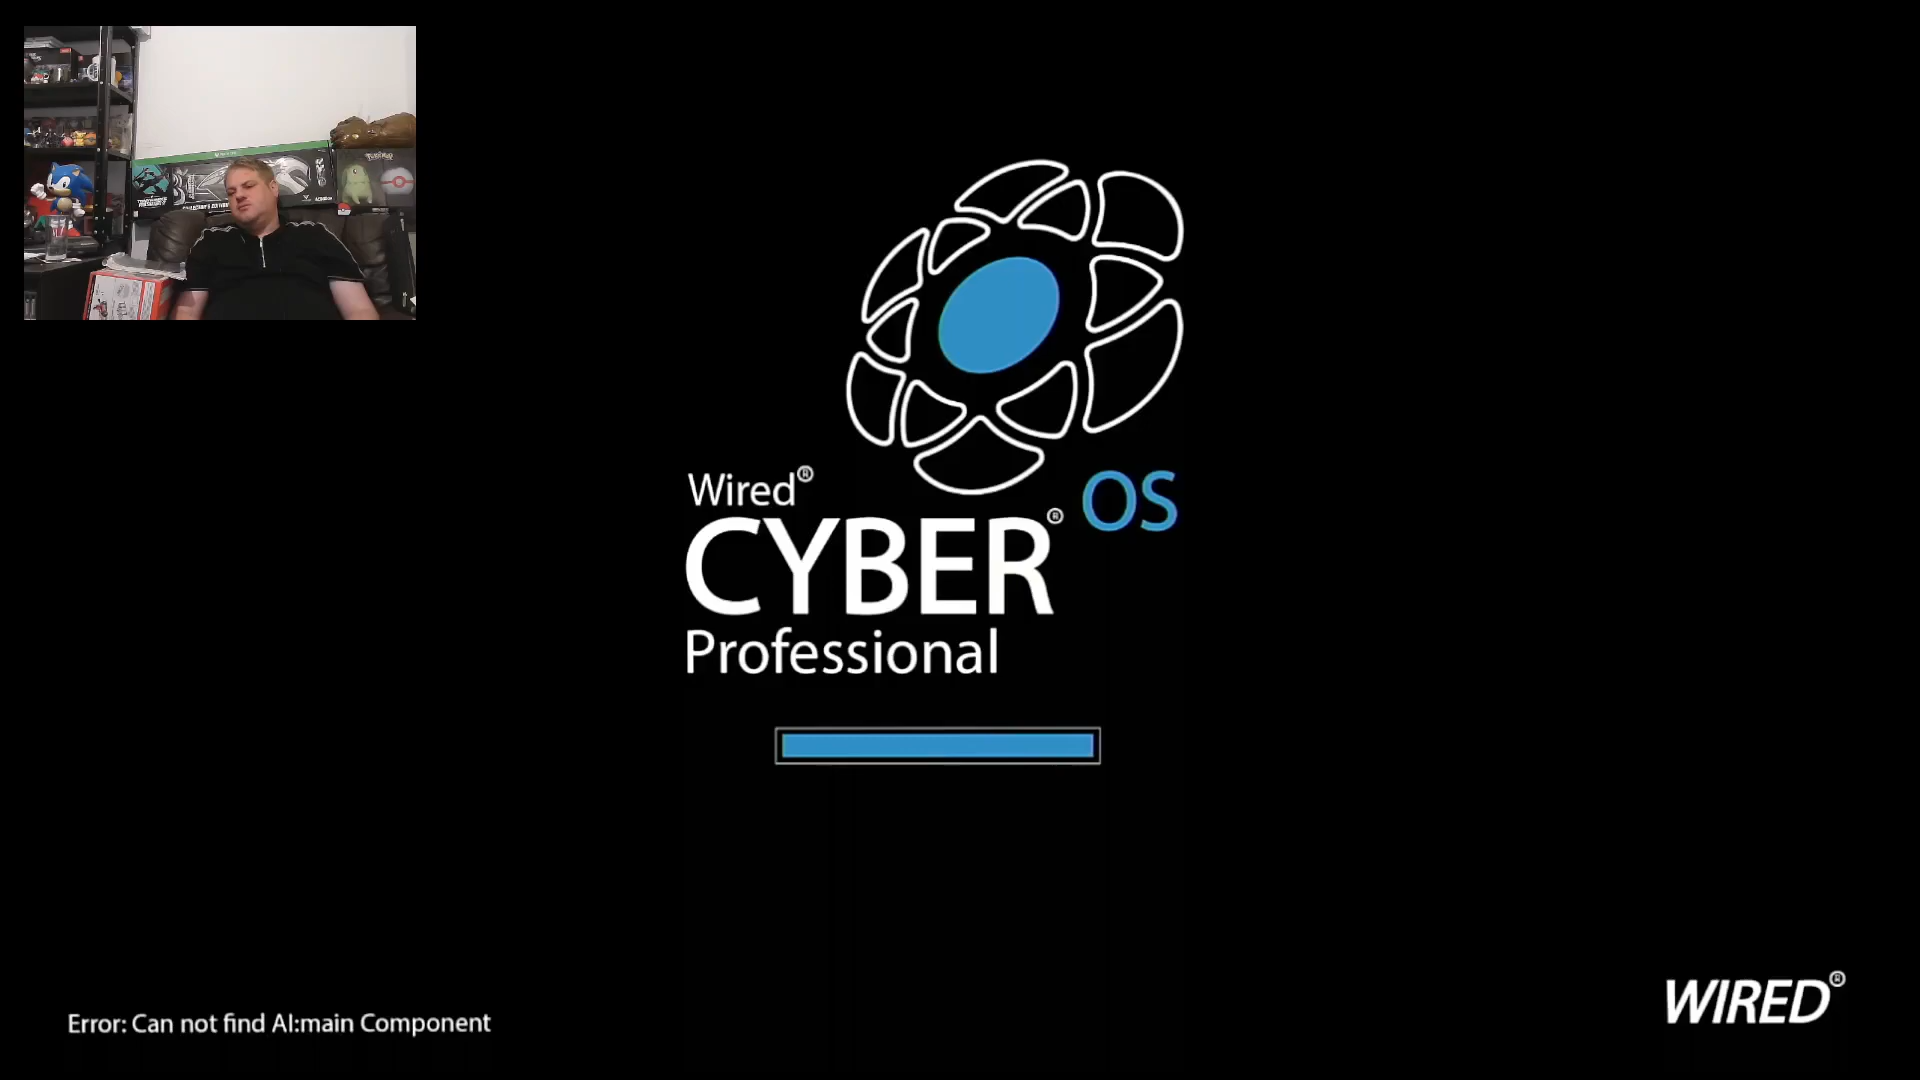 Wired®
CYBER® OS
Professional
Error: Can not find AI:main Component
WIRED®